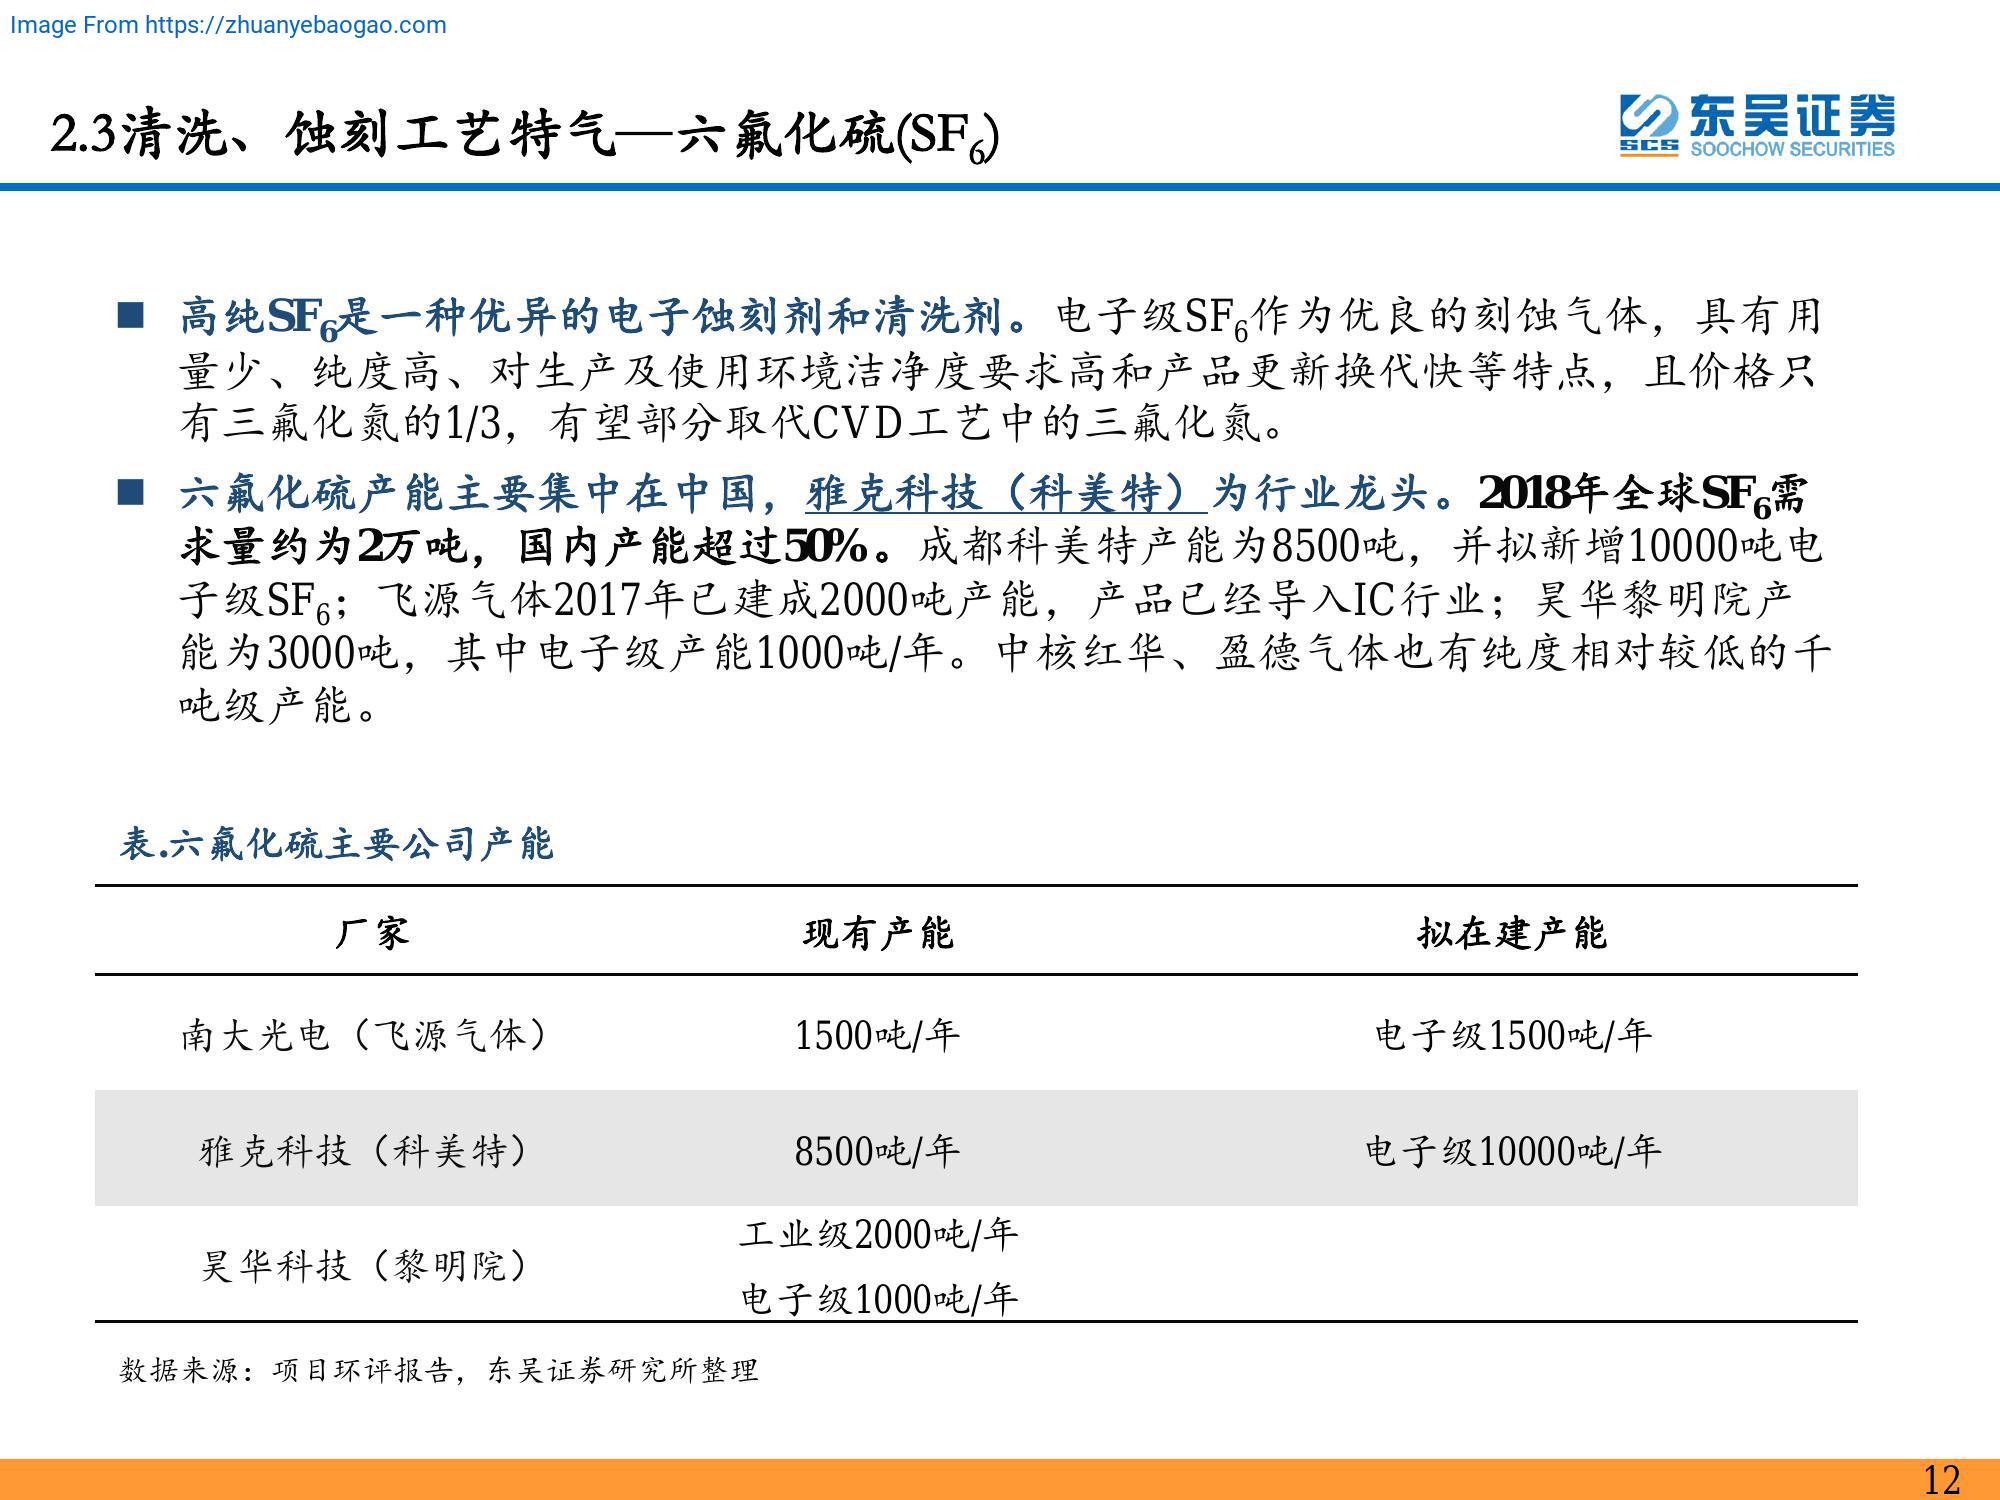 Image From https://zhuanyebaogao.com
2.3清洗、蚀刻工艺特气—六氟化硫(SF6)
东吴证券
SCS
SOOCHOW SECURITIES
■ 高纯SF6是一种优异的电子蚀刻剂和清洗剂。电子级SF6作为优良的刻蚀气体，具有用
量少、纯度高、对生产及使用环境洁净度要求高和产品更新换代快等特点，且价格只
有三氟化氮的1/3，有望部分取代CVD工艺中的三氟化氮。
■ 六氟化硫产能主要集中在中国，雅克科技（科美特）为行业龙头。2018年全球SF6需
求量约为2万吨，国内产能超过50%。成都科美特产能为8500吨，并拟新增10000吨电
子级SF6；飞源气体2017年已建成2000吨产能，产品已经导入IC行业；昊华黎明院产
能为3000吨，其中电子级产能1000吨/年。中核红华、盈德气体也有纯度相对较低的千
吨级产能。
表.六氟化硫主要公司产能
厂家 现有产能 拟在建产能
南大光电（飞源气体） 1500吨/年 电子级1500吨/年
雅克科技（科美特） 8500吨/年 电子级10000吨/年
昊华科技（黎明院） 工业级2000吨/年
电子级1000吨/年
数据来源：项目环评报告，东吴证券研究所整理
12